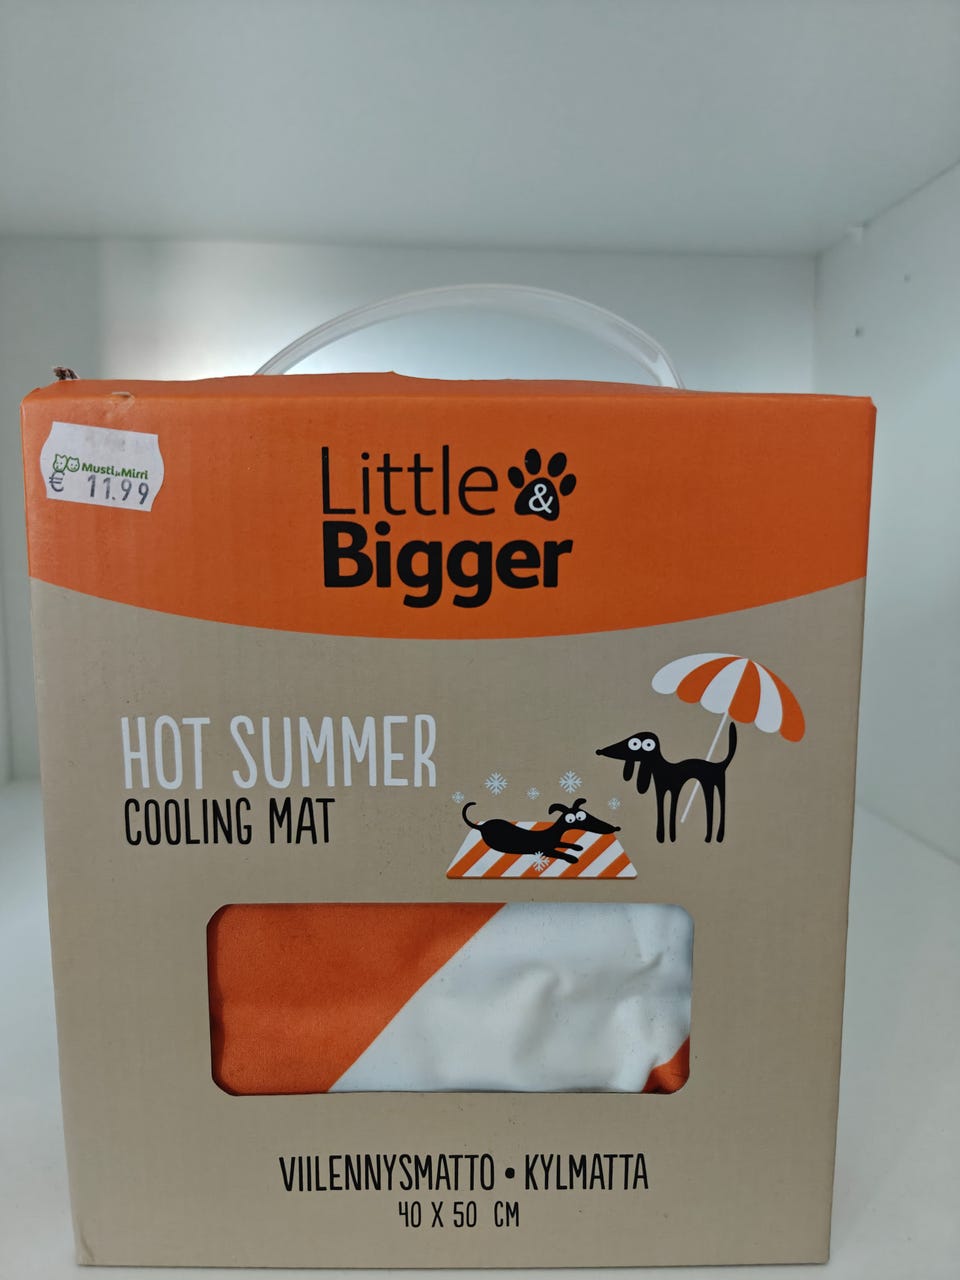 Musti ja Mirri
€ 11.99
Little &
Bigger
HOT SUMMER
COOLING MAT
VIILENNYSMATTO • KYLMATTA
40 X 50 CM